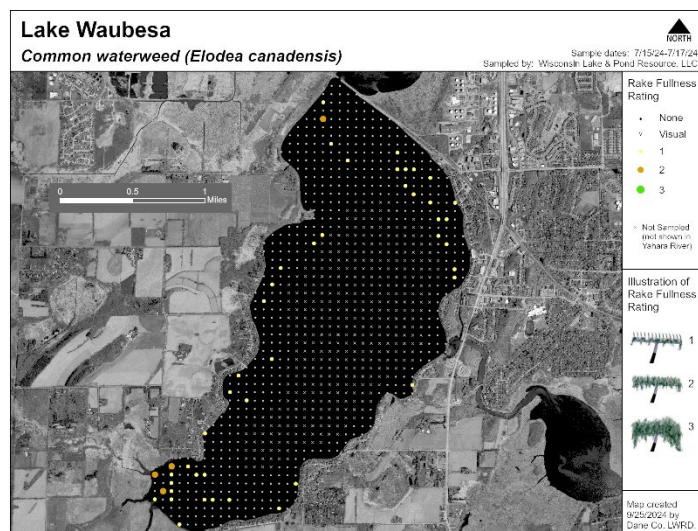 Lake Waubesa
Common waterweed (Elodea canadensis)
NORTH
Sample dates: 7/15/24-7/17/24
Sampled by: Wisconsin Lake & Pond Resource, LLC
Rake Fullness
Rating
None
Visual
1
2
3
Not Sampled
(not shown in
Yahara River)
0 0.5 1
Miles
Illustration of
Rake Fullness
Rating
1
2
3
Map created
9/25/2024 by
Dane Co. LWRD